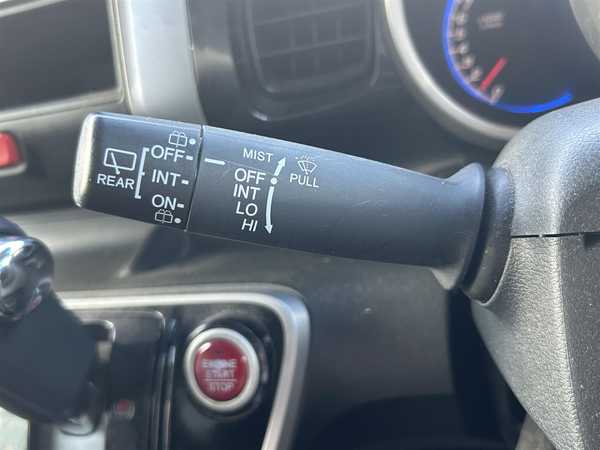 REAR
OFF-
INT-
ON-
MIST
OFF
INT
LO
HI
PULL
ENGINE
START
STOP